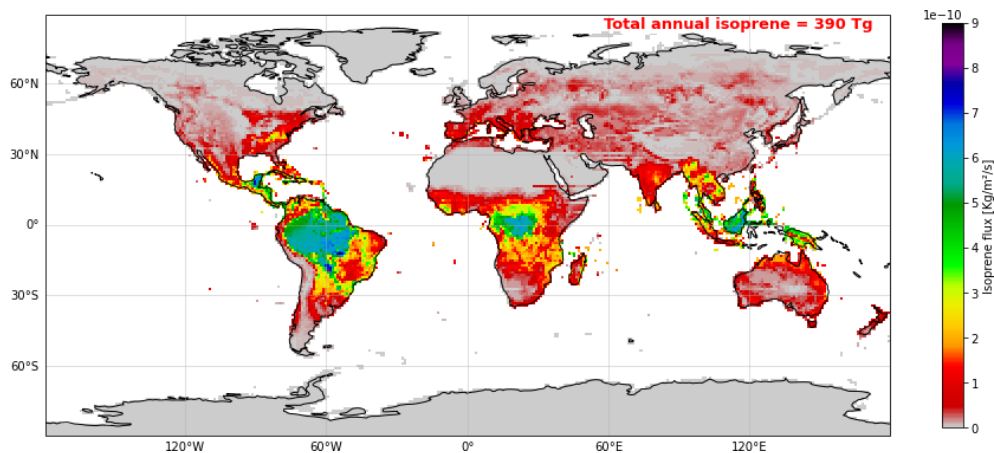 Total annual isoprene = 390 Tg
1e-10
60°N
30°N
0°
30°S
60°S
120°W
60°W
0°
60°E
120°E
9
8
7
6
5
4
3
2
1
0
Isoprene flux [Kg/m²/s]